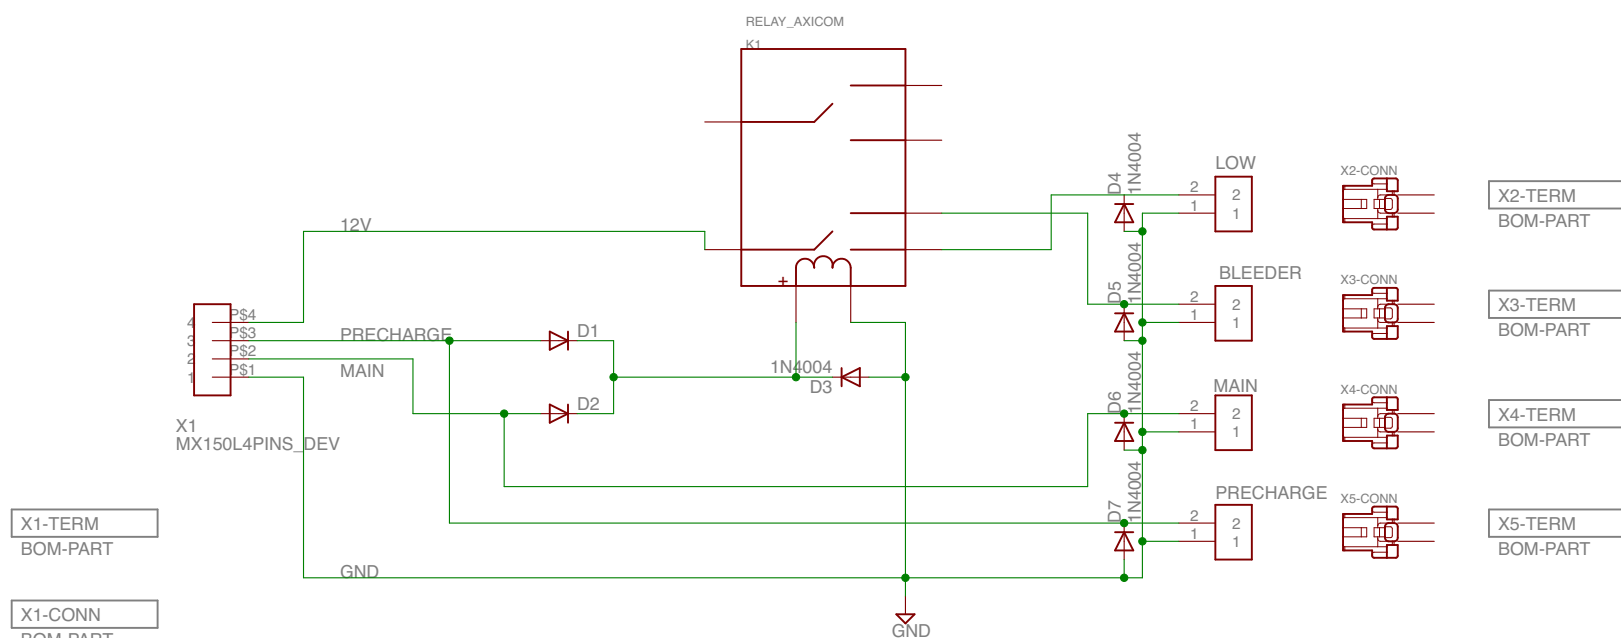 RELAY_AXICOM
K1
12V
+
4
3
2
1
P$4
P$3
P$2
P$1
PRECHARGE
MAIN
D1
D2
1N4004
D3
X1
MX150L4PINS_DEV
GND
GND
X1-TERM
BOM-PART
X1-CONN
BOM-PART
D4
1N4004
LOW
2
1
2
1
X2-CONN
X2-TERM
BOM-PART
D5
1N4004
BLEEDER
2
1
2
1
X3-CONN
X3-TERM
BOM-PART
D6
1N4004
MAIN
2
1
2
1
X4-CONN
X4-TERM
BOM-PART
D7
1N4004
PRECHARGE
2
1
2
1
X5-CONN
X5-TERM
BOM-PART